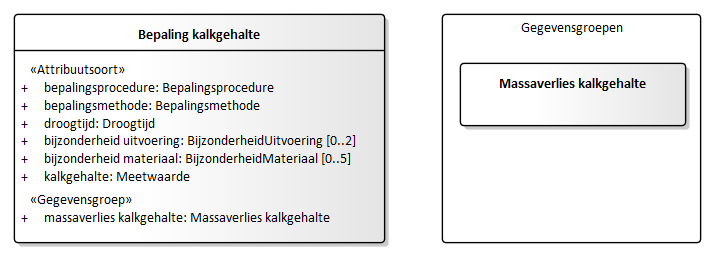 Bepaling kalkgehalte
«Attribuutsoort»
+ bepalingsprocedure: Bepalingsprocedure
+ bepalingsmethode: Bepalingsmethode
+ droogtijd: Droogtijd
+ bijzonderheid uitvoering: BijzonderheidUitvoering [0..2]
+ bijzonderheid materiaal: BijzonderheidMateriaal [0..5]
+ kalkgehalte: Meetwaarde
«Gegevensgroep»
+ massaverlies kalkgehalte: Massaverlies kalkgehalte
Gegevensgroepen
Massaverlies kalkgehalte